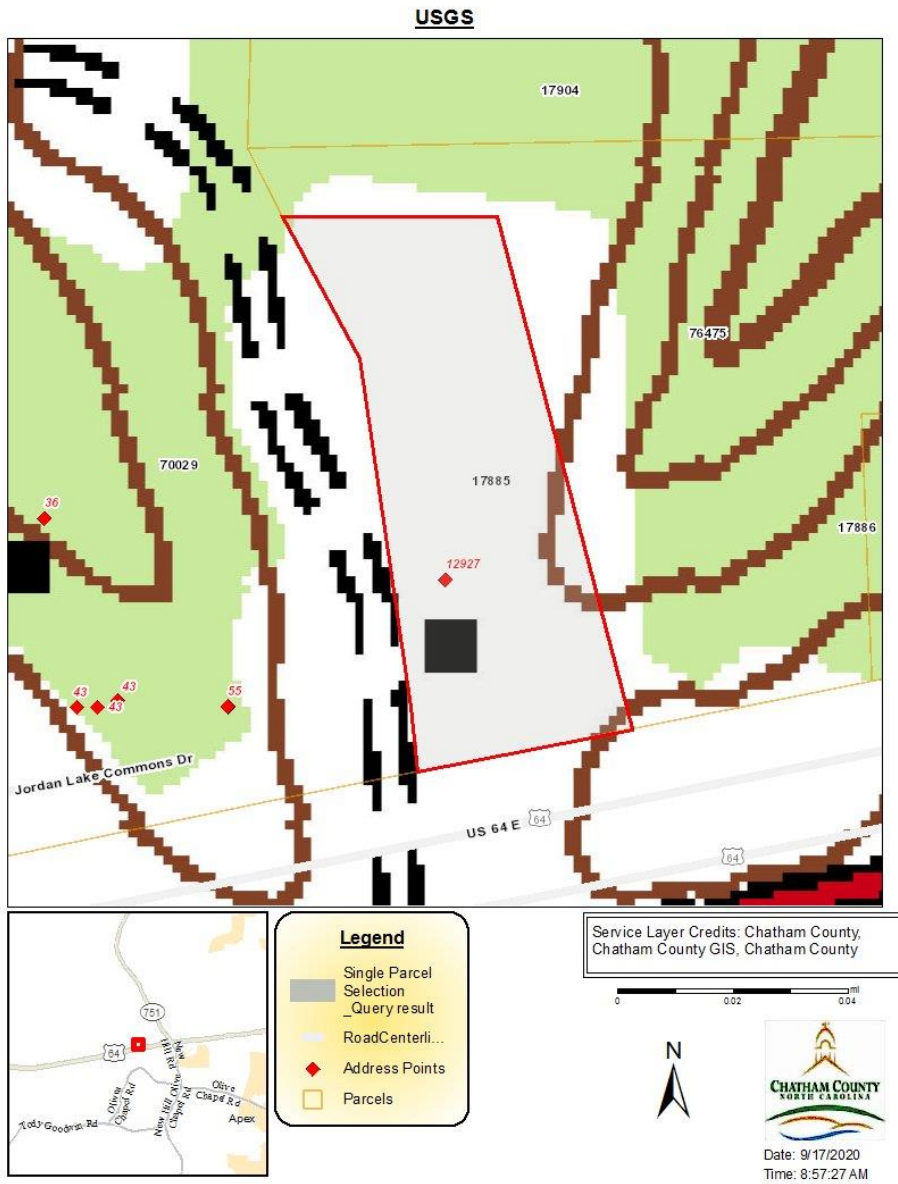 USGS
17904
76475
70029
17885
36
17886
12927
43
43
43
55
Jordan Lake Commons Dr
US 64 E
64
64
751
64
New Hill Rd
Olives Chapel Rd
New Hill Olive Chapel Rd
Olive Chapel Rd
Tody Goodwin Rd
Apex
Legend
Single Parcel
Selection
_Query result
RoadCenterli...
Address Points
Parcels
Service Layer Credits: Chatham County,
Chatham County GIS, Chatham County
mi
0 0.02 0.04
N
CHATHAM COUNTY
NORTH CAROLINA
Date: 9/17/2020
Time: 8:57:27 AM